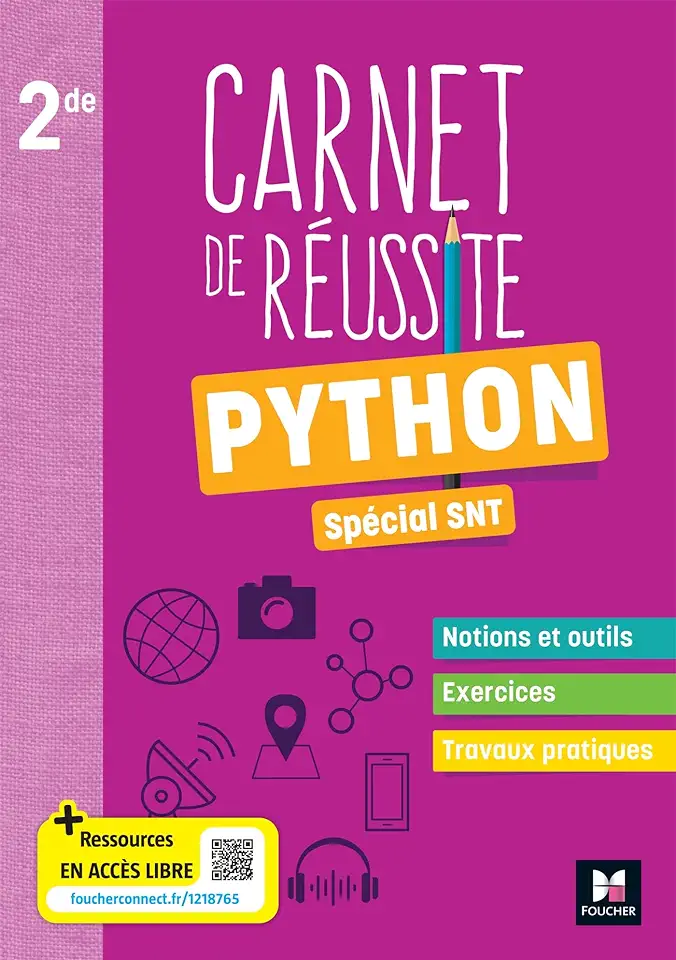 2de
CARNET
DE RÉUSSITE
PYTHON
Spécial SNT
Notions et outils
Exercices
Travaux pratiques
+ Ressources
EN ACCÈS LIBRE
foucherconnect.fr/1218765
FOUCHER